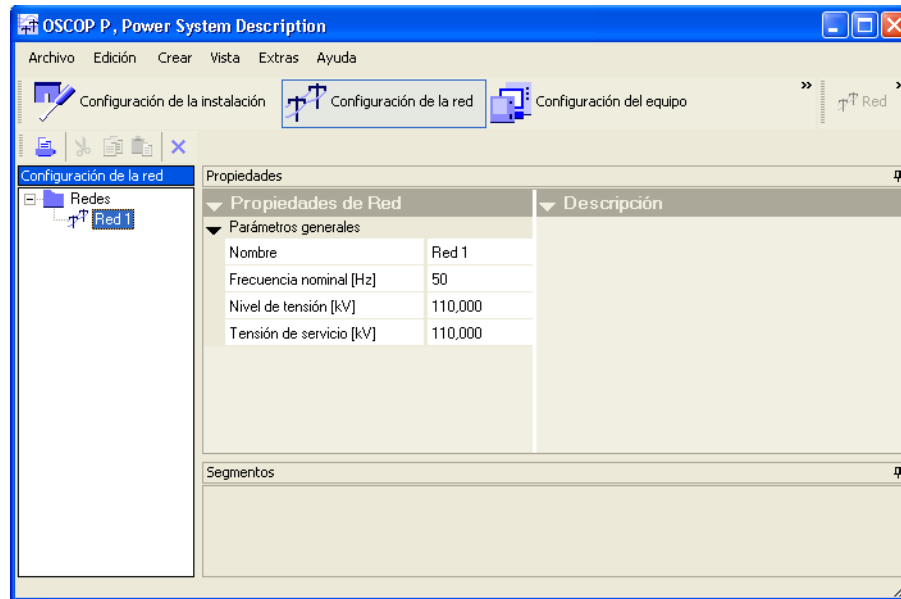 OSCOP P, Power System Description
Archivo Edición Crear Vista Extras Ayuda
Configuración de la instalación Configuración de la red Configuración del equipo » Red »
Configuración de la red
Propiedades
Redes
Red 1
Propiedades de Red
Descripción
Parámetros generales
Nombre Red 1
Frecuencia nominal [Hz] 50
Nivel de tensión [kV] 110,000
Tensión de servicio [kV] 110,000
Segmentos